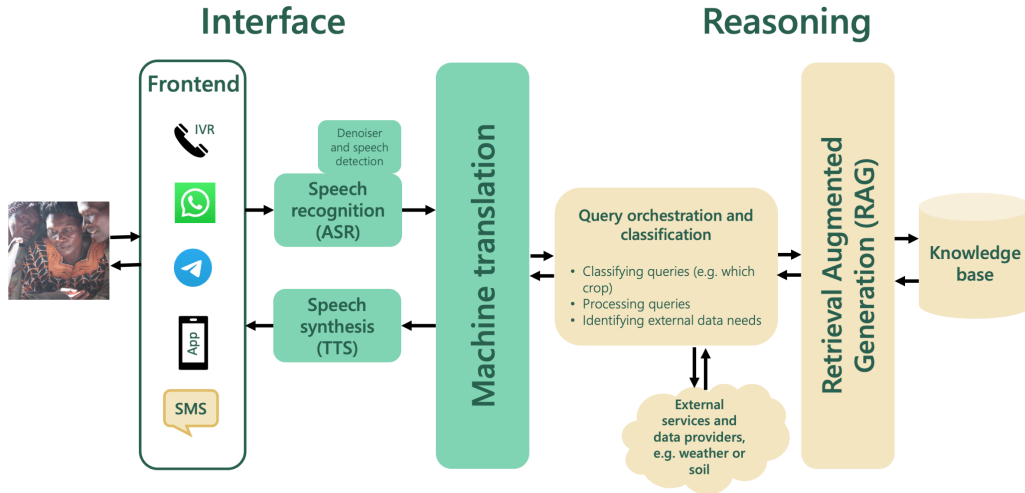 Interface
Reasoning
Frontend
IVR
App
SMS
Denoiser
and speech
detection
Speech
recognition
(ASR)
Speech
synthesis
(TTS)
Machine translation
Query orchestration and
classification
• Classifying queries (e.g. which
crop)
• Processing queries
• Identifying external data needs
External
services and
data providers,
e.g. weather or
soil
Retrieval Augmented
Generation (RAG)
Knowledge
base